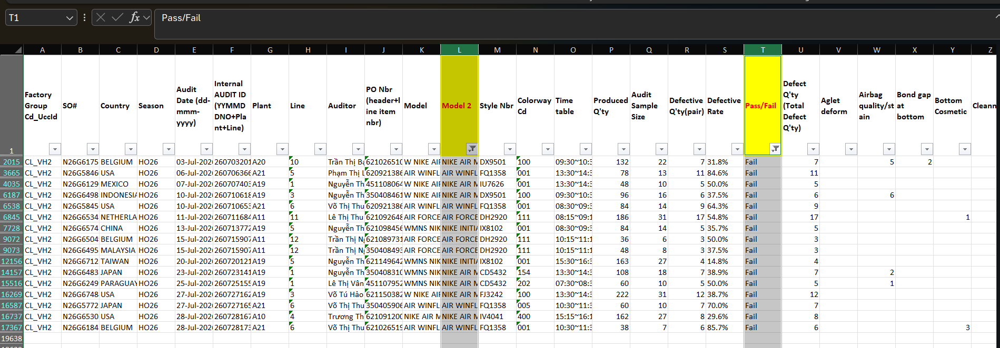 T1
fx
Pass/Fail
A B C D E F G H I J K L M N O P Q R S T U V W X Y Z
1 Factory Group Cd_UccId SO# Country Season Audit Date (dd-mmm-yyyy) Internal AUDIT ID (YYMMDDNO+Plant+Line) Plant Line Auditor PO Nbr (header+line item nbr) Model Model 2 Style Nbr Colorway Cd Time table Produced Q'ty Audit Sample Size Defective Q'ty(pair) Defective Rate Pass/Fail Defect Q'ty (Total Defect Q'ty) Aglet deform Airbag quality/stain Bond gap at bottom Bottom Cosmetic Cleann
2015 CL_VH2 N26G6175 BELGIUM HO26 03-Jul-202 260703201 A20 10 Trần Thị Bạ 621026510 W NIKE AIR NIKE AIR M DX9501 100 09:30~10:3 132 22 7 31.8% Fail 7 5 2
3665 CL_VH2 N26G5846 USA HO26 06-Jul-202 260706366 A21 5 Phạm Thị L 620921386 AIR WINFL AIR WINFL FQ1358 001 13:30~14:3 78 13 11 84.6% Fail 11
4035 CL_VH2 N26G6129 MEXICO HO26 07-Jul-202 260707403 A19 1 Nguyễn Th 451108064 W NIKE AIR NIKE AIR M IU7626 001 13:30~14:3 48 10 5 50.0% Fail 5
6187 CL_VH2 N26G6498 INDONESIA HO26 10-Jul-202 260710618 A19 3 Nguyễn Th 350408461 W NIKE AIR NIKE AIR M DX9501 100 09:30~10:3 96 16 6 37.5% Fail 6 6
6538 CL_VH2 N26G5845 USA HO26 10-Jul-202 260710653 A21 6 Võ Thị Thu 620921386 AIR WINFL AIR WINFL FQ1358 001 08:30~09:3 84 14 9 64.3% Fail 9
6845 CL_VH2 N26G6534 NETHERLA HO26 11-Jul-202 260711684 A11 11 Lê Thị Thu 621092648 AIR FORCE AIR FORCE DH2920 111 08:15~09:1 186 31 17 54.8% Fail 17 1
7728 CL_VH2 N26G6574 CHINA HO26 13-Jul-202 260713772 A19 5 Nguyễn Th 621098456 WMNS NIK NIKE INITIA IX8102 001 08:30~09:3 84 14 5 35.7% Fail 5
9072 CL_VH2 N26G6504 BELGIUM HO26 15-Jul-202 260715907 A11 12 Trần Thị Ng 621089731 AIR FORCE AIR FORCE DH2920 111 10:15~11:1 36 6 3 50.0% Fail 3
9073 CL_VH2 N26G6495 MALAYSIA HO26 15-Jul-202 260715907 A11 12 Trần Thị Ng 350408493 AIR FORCE AIR FORCE DH2920 111 10:15~11:1 48 8 3 37.5% Fail 3
12156 CL_VH2 N26G6712 TAIWAN HO26 20-Jul-202 260720121 A19 5 Nguyễn Th 621149642 WMNS NIK NIKE INITIA IX8102 001 15:30~16:3 163 27 4 14.8% Fail 4
14157 CL_VH2 N26G6483 JAPAN HO26 23-Jul-202 260723141 A19 1 Nguyễn Th 350408310 WMNS NIK NIKE AIR M CD5432 154 13:30~14:3 108 18 7 38.9% Fail 7 2
15516 CL_VH2 N26G6249 PARAGUAY HO26 25-Jul-202 260725155 A19 1 Lê Thị Vân 451107952 WMNS NIK NIKE AIR M CD5432 202 07:30~08:3 60 10 5 50.0% Fail 5 1
16269 CL_VH2 N26G6748 USA HO26 27-Jul-202 260727162 A19 3 Võ Tú Hảo 621150382 W NIKE AIR NIKE AIR M FJ3242 100 13:30~14:3 222 31 12 38.7% Fail 12
16587 CL_VH2 N26G5772 JAPAN HO26 27-Jul-202 260727165 A21 6 Võ Thị Thu 350405906 AIR WINFL AIR WINFL FQ1358 005 10:30~11:3 60 10 7 70.0% Fail 7
16737 CL_VH2 N26G6530 USA HO26 28-Jul-202 260728167 A10 4 Trương Th 621091200 NIKE AIR M NIKE AIR M IV4041 400 15:15~16:1 162 27 8 29.6% Fail 8
17367 CL_VH2 N26G6184 BELGIUM HO26 28-Jul-202 260728173 A21 6 Võ Thị Thu 621026519 AIR WINFL AIR WINFL FQ1358 001 10:30~11:3 38 7 6 85.7% Fail 6 3
19638